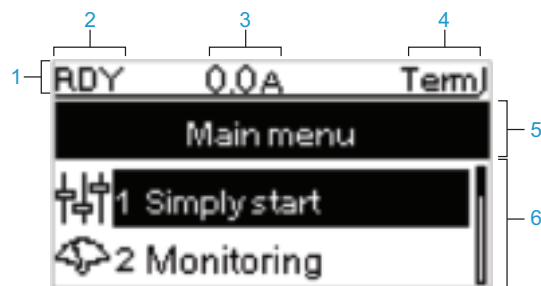 2 3 4
1 RDY 0.0A Term
5
Main menu
1 Simply start
6
2 Monitoring